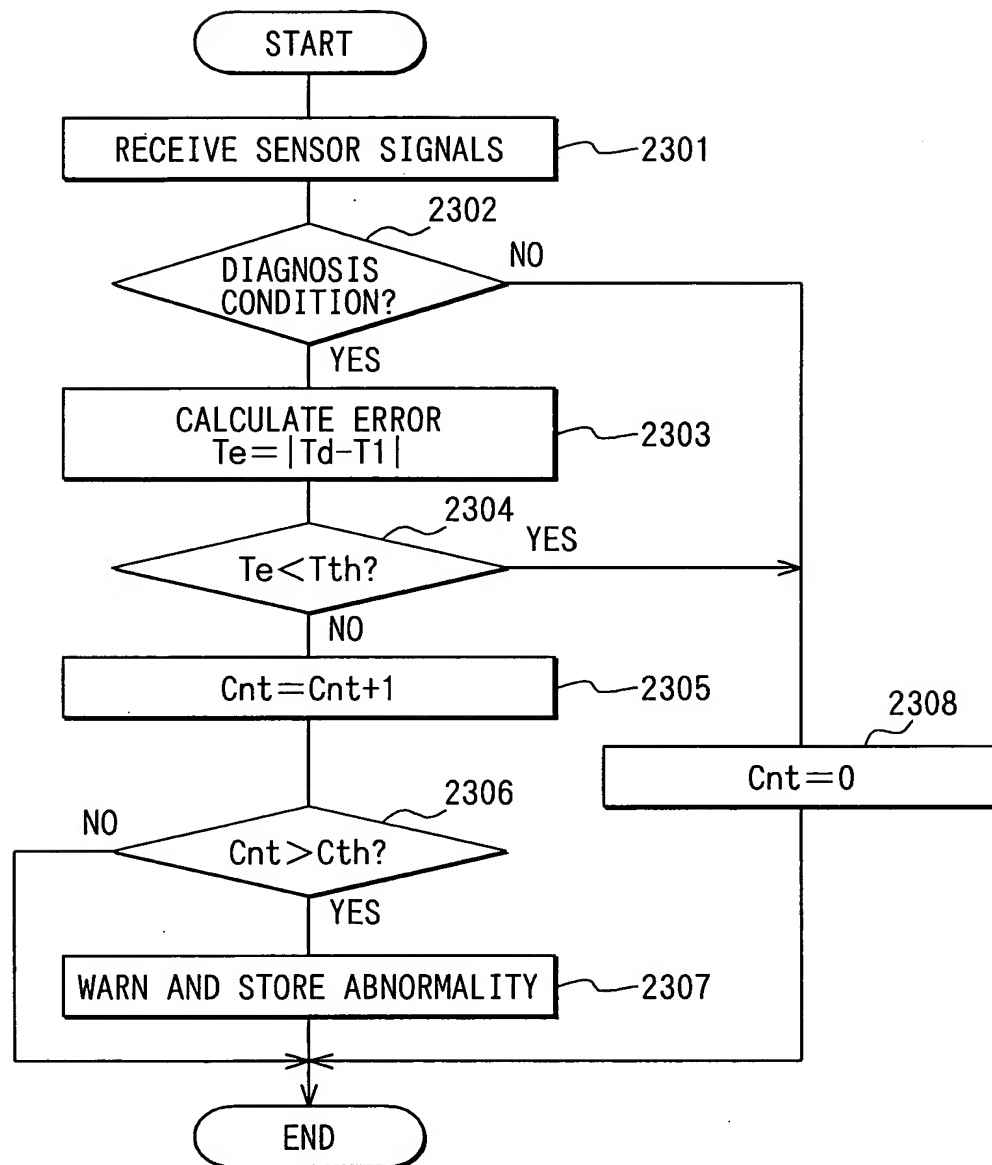 START
RECEIVE SENSOR SIGNALS
2301
2302
DIAGNOSIS
CONDITION?
NO
YES
CALCULATE ERROR
Te=|Td-T1|
2303
2304
Te<Tth?
YES
NO
Cnt=Cnt+1
2305
2308
Cnt=0
2306
NO
Cnt>Cth?
YES
WARN AND STORE ABNORMALITY
2307
END